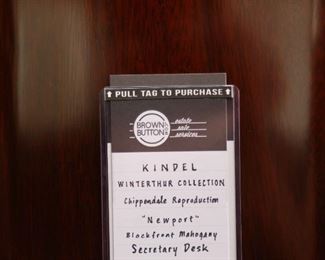 ↑ PULL TAG TO PURCHASE ↑
BROWN
BUTTON
estate
sale
services
KINDEL
WINTERTHUR COLLECTION
Chippendale Reproduction
"Newport"
Blockfront Mahogany
Secretary Desk